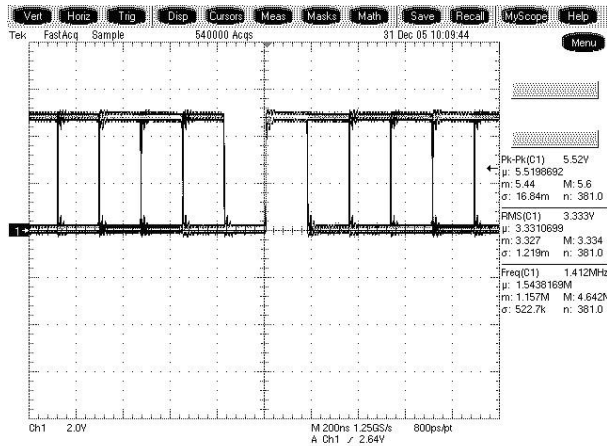 Vert Horiz Trig Disp Cursors Meas Masks Math Save Recall MyScope Help
Tek FastAcq Sample 540000 Acqs 31 Dec 05 10:09:44
Menu
Pk-Pk(C1) 5.52V
µ: 5.5198692
m: 5.44 M: 5.6
σ: 16.84m n: 381.0
RMS(C1) 3.333V
µ: 3.3310699
m: 3.327 M: 3.334
σ: 1.219m n: 381.0
Freq(C1) 1.412MHz
µ: 1.5438169M
m: 1.157M M: 4.642M
σ: 522.7k n: 381.0
1
Ch1 2.0V M 200ns 1.25GS/s 800ps/pt
A Ch1 / 2.64V